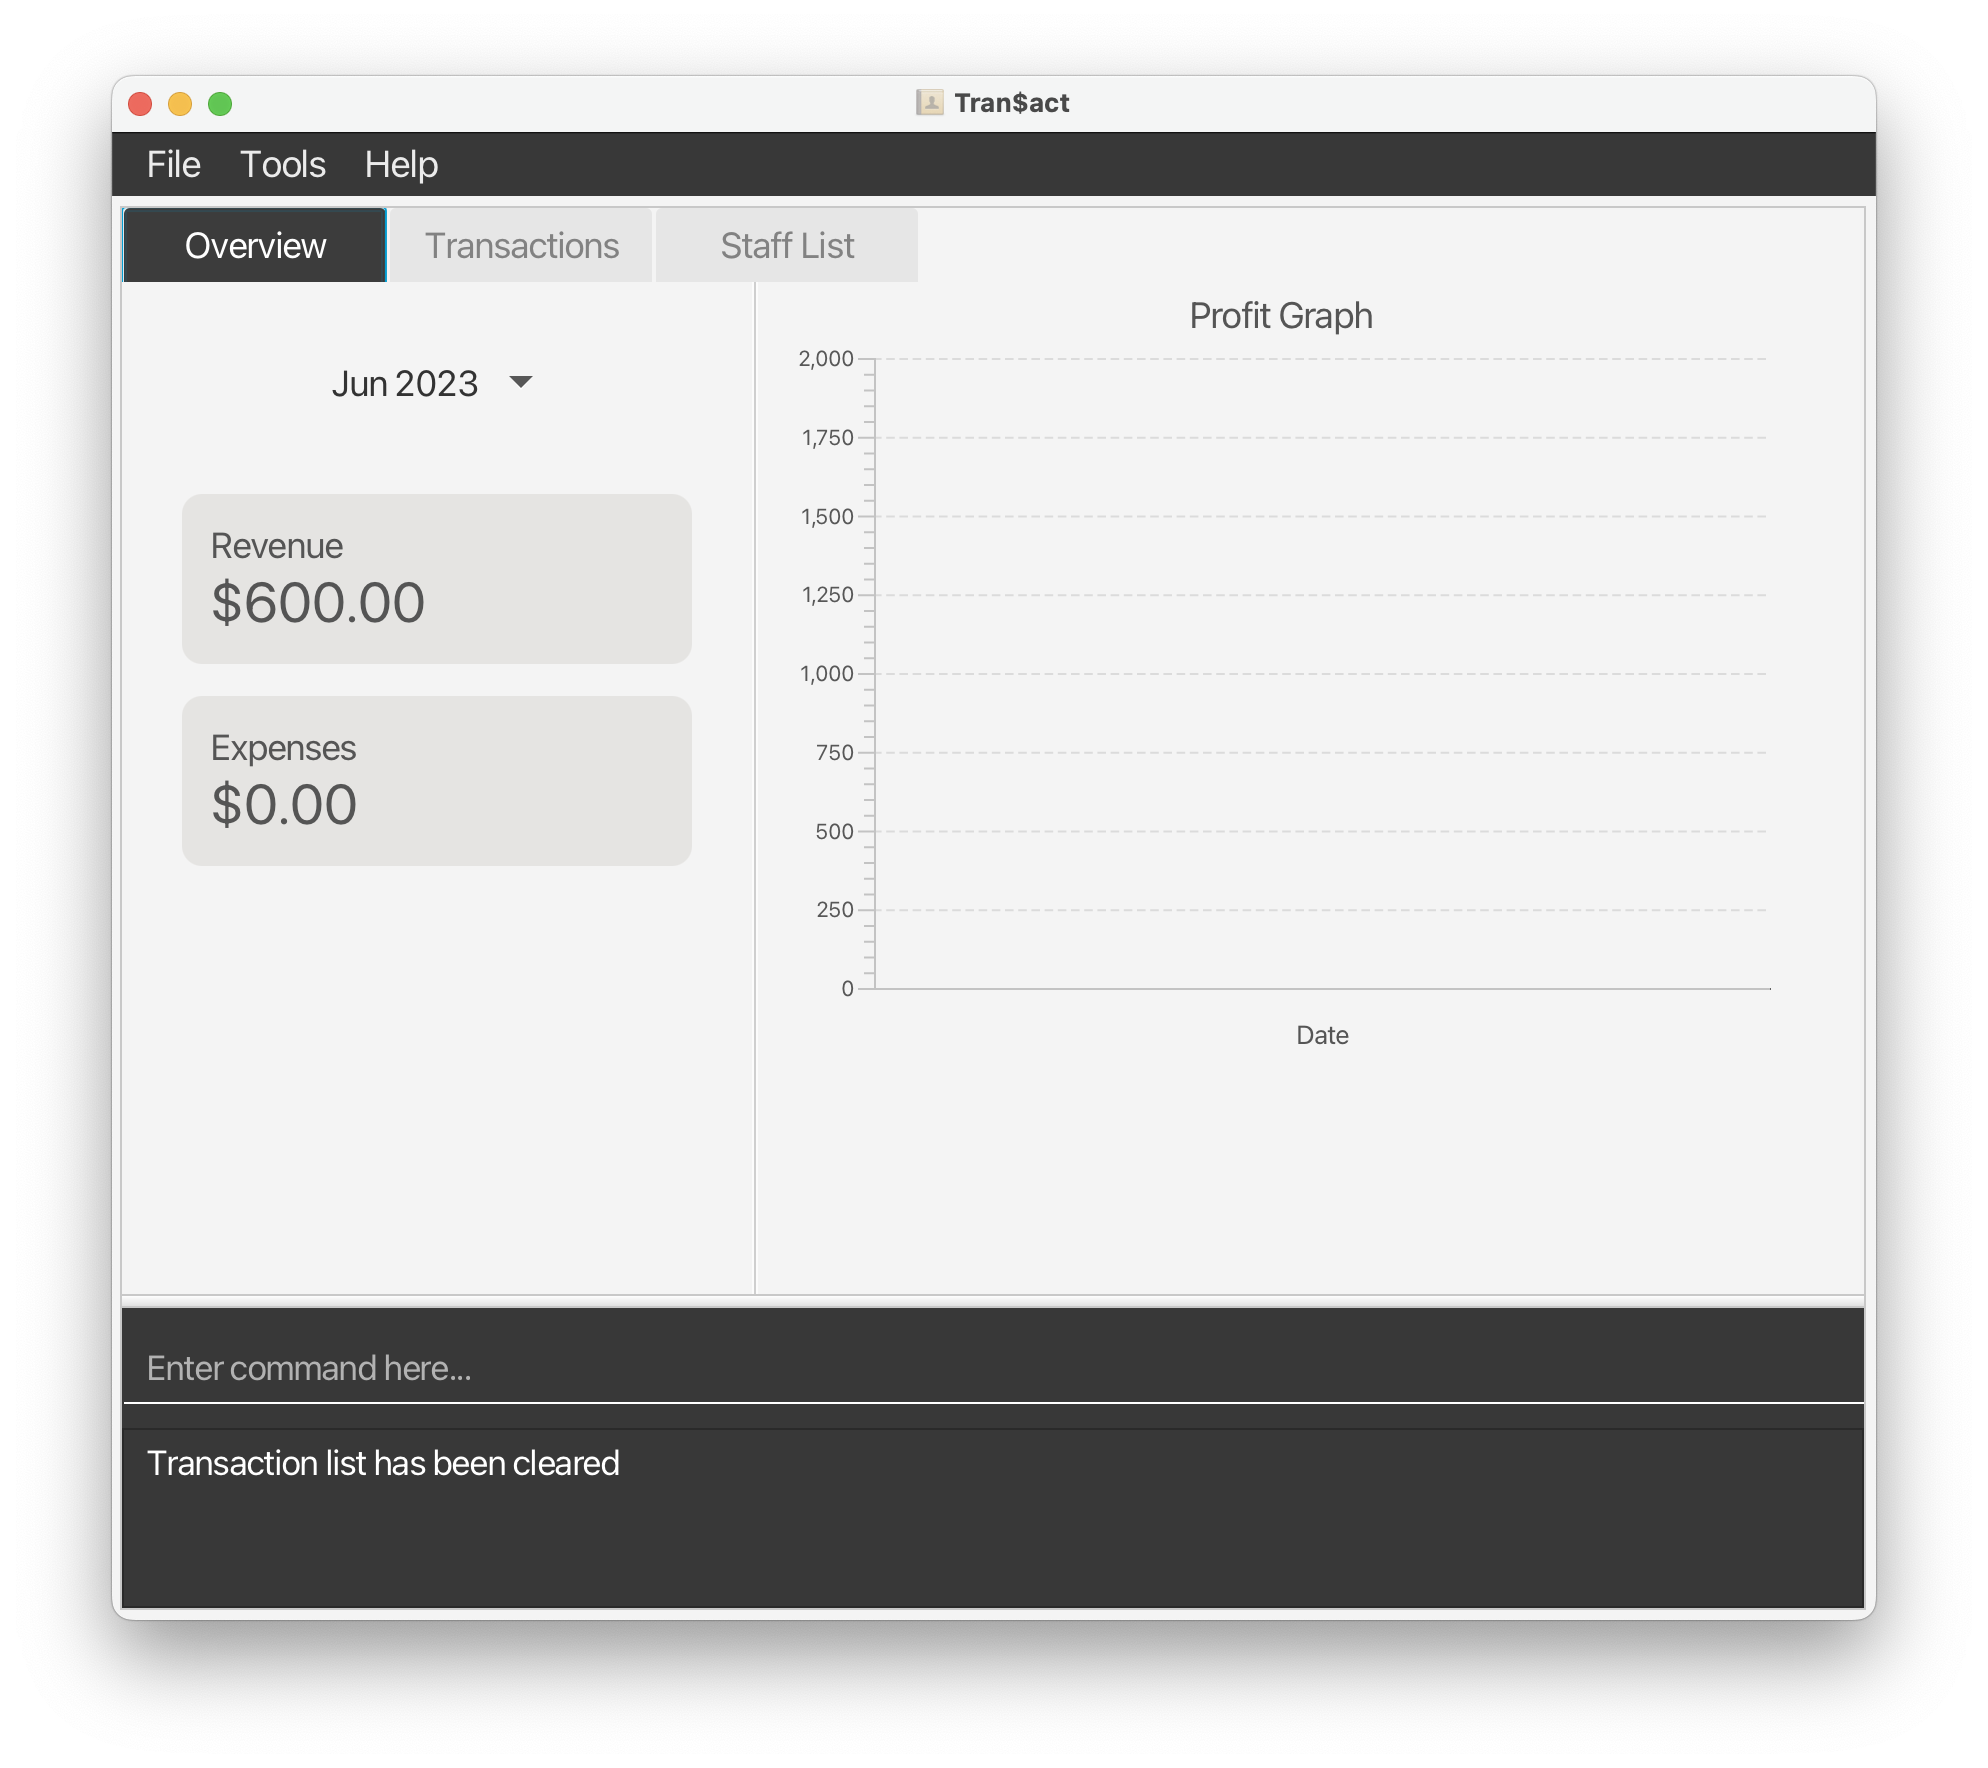 Tran$act
File Tools Help
Overview Transactions Staff List
Jun 2023
Revenue
$600.00
Expenses
$0.00
Profit Graph
2,000
1,750
1,500
1,250
1,000
750
500
250
0
Date
Enter command here...
Transaction list has been cleared